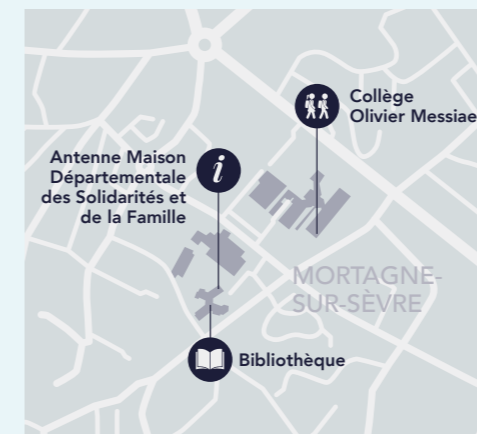 Collège
Olivier Messiae
Antenne Maison
Départementale
des Solidarités et
de la Famille
i
MORTAGNE-
SUR-SÈVRE
Bibliothèque